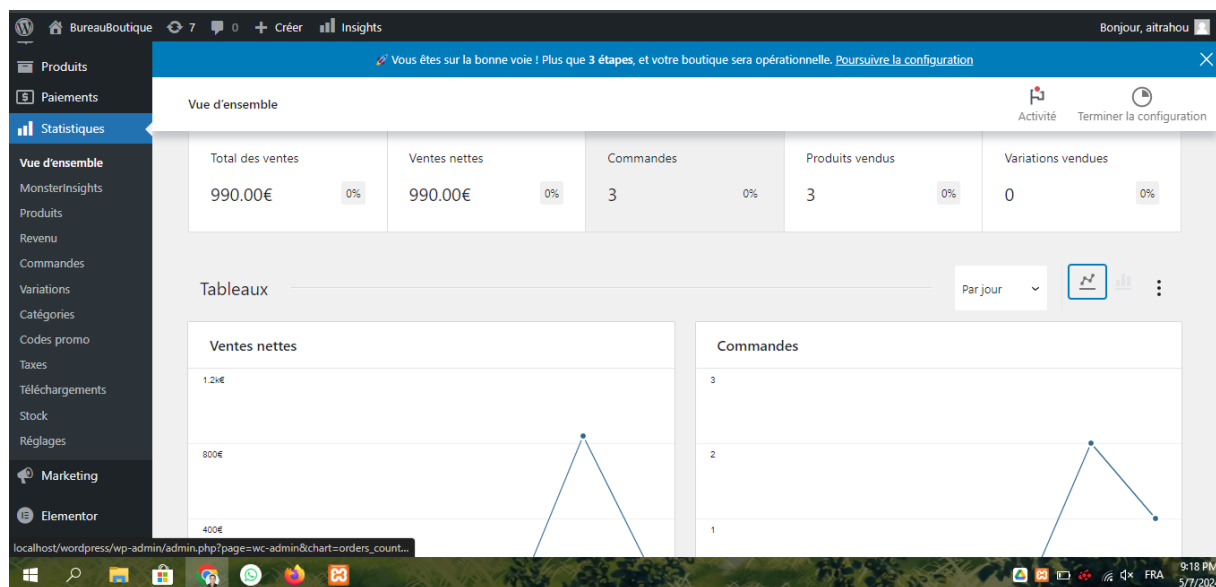 BureauBoutique 7 0 + Créer Insights Bonjour, aitrahou
Produits
Paiements
Statistiques
Vue d'ensemble
MonsterInsights
Produits
Revenu
Commandes
Variations
Catégories
Codes promo
Taxes
Téléchargements
Stock
Réglages
Marketing
Elementor
Vous êtes sur la bonne voie ! Plus que 3 étapes, et votre boutique sera opérationnelle. Poursuivre la configuration
Vue d'ensemble
Activité Terminer la configuration
Total des ventes
990.00€ 0%
Ventes nettes
990.00€ 0%
Commandes
3 0%
Produits vendus
3 0%
Variations vendues
0 0%
Tableaux
Par jour
Ventes nettes
1.2k€
800€
400€
Commandes
3
2
1
localhost/wordpress/wp-admin/admin.php?page=wc-admin&chart=orders_count...
FRA
9:18 PM
5/7/202